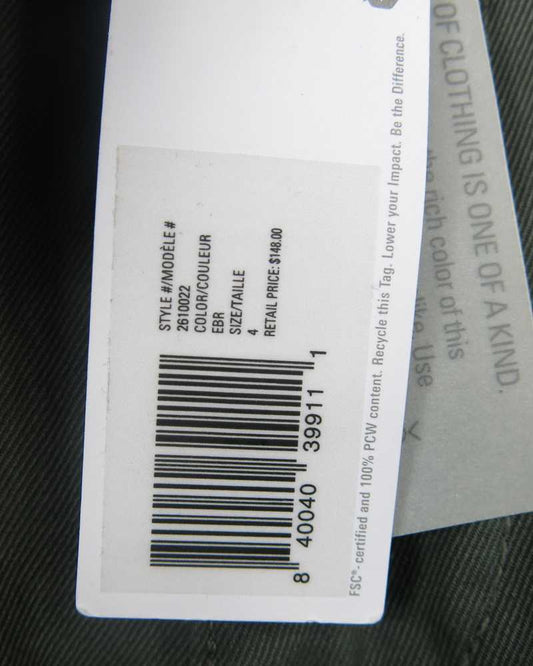 STYLE #/MODÈLE #
2610022
COLOR/COULEUR
EBR
SIZE/TAILLE
4
RETAIL PRICE: $148.00
8 40040 39911 1
FSC®-certified and 100% PCW content. Recycle this Tag. Lower your Impact. Be the Difference.
OF CLOTHING IS ONE OF A KIND.
the rich color of this
like. Use